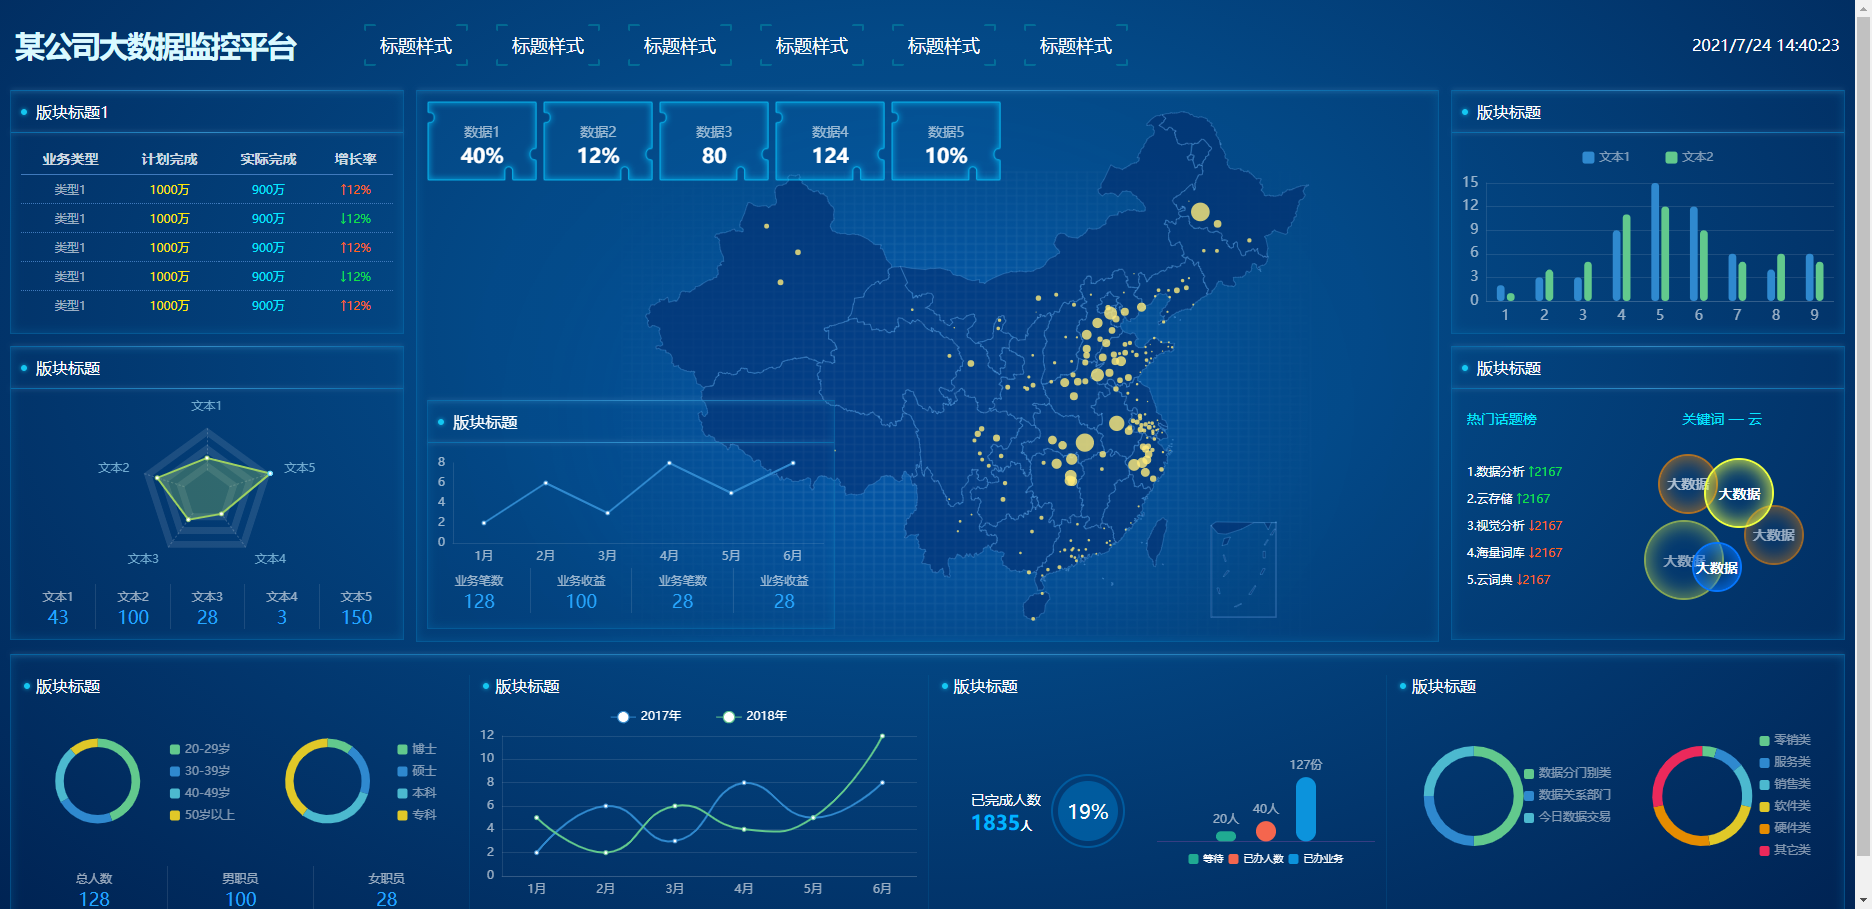 某公司大数据监控平台
标题样式 标题样式 标题样式 标题样式 标题样式 标题样式
2021/7/24 14:40:23
版块标题1
业务类型 计划完成 实际完成 增长率
类型1 1000万 900万 ↑12%
类型1 1000万 900万 ↓12%
类型1 1000万 900万 ↑12%
类型1 1000万 900万 ↓12%
类型1 1000万 900万 ↑12%
版块标题
文本1
文本2
文本5
文本3
文本4
文本1 文本2 文本3 文本4 文本5
43 100 28 3 150
数据1 数据2 数据3 数据4 数据5
40% 12% 80 124 10%
版块标题
8
6
4
2
0
1月 2月 3月 4月 5月 6月
业务笔数 业务收益 业务笔数 业务收益
128 100 28 28
版块标题
文本1 文本2
15
12
9
6
3
0
1 2 3 4 5 6 7 8 9
版块标题
热门话题榜
关键词 — 云
1.数据分析 ↑2167
2.云存储 ↑2167
3.视觉分析 ↓2167
4.海量词库 ↓2167
5.云词典 ↓2167
大数据
大数据
大数据
大数据
大数据
版块标题
20-29岁
30-39岁
40-49岁
50岁以上
博士
硕士
本科
专科
总人数 男职员 女职员
128 100 28
版块标题
2017年 2018年
12
10
8
6
4
2
0
1月 2月 3月 4月 5月 6月
版块标题
已完成人数
1835人
19%
20人
40人
127份
等待 已办人数 已办业务
版块标题
数据分门别类
数据关系部门
今日数据交易
零销类
服务类
销售类
软件类
硬件类
其它类